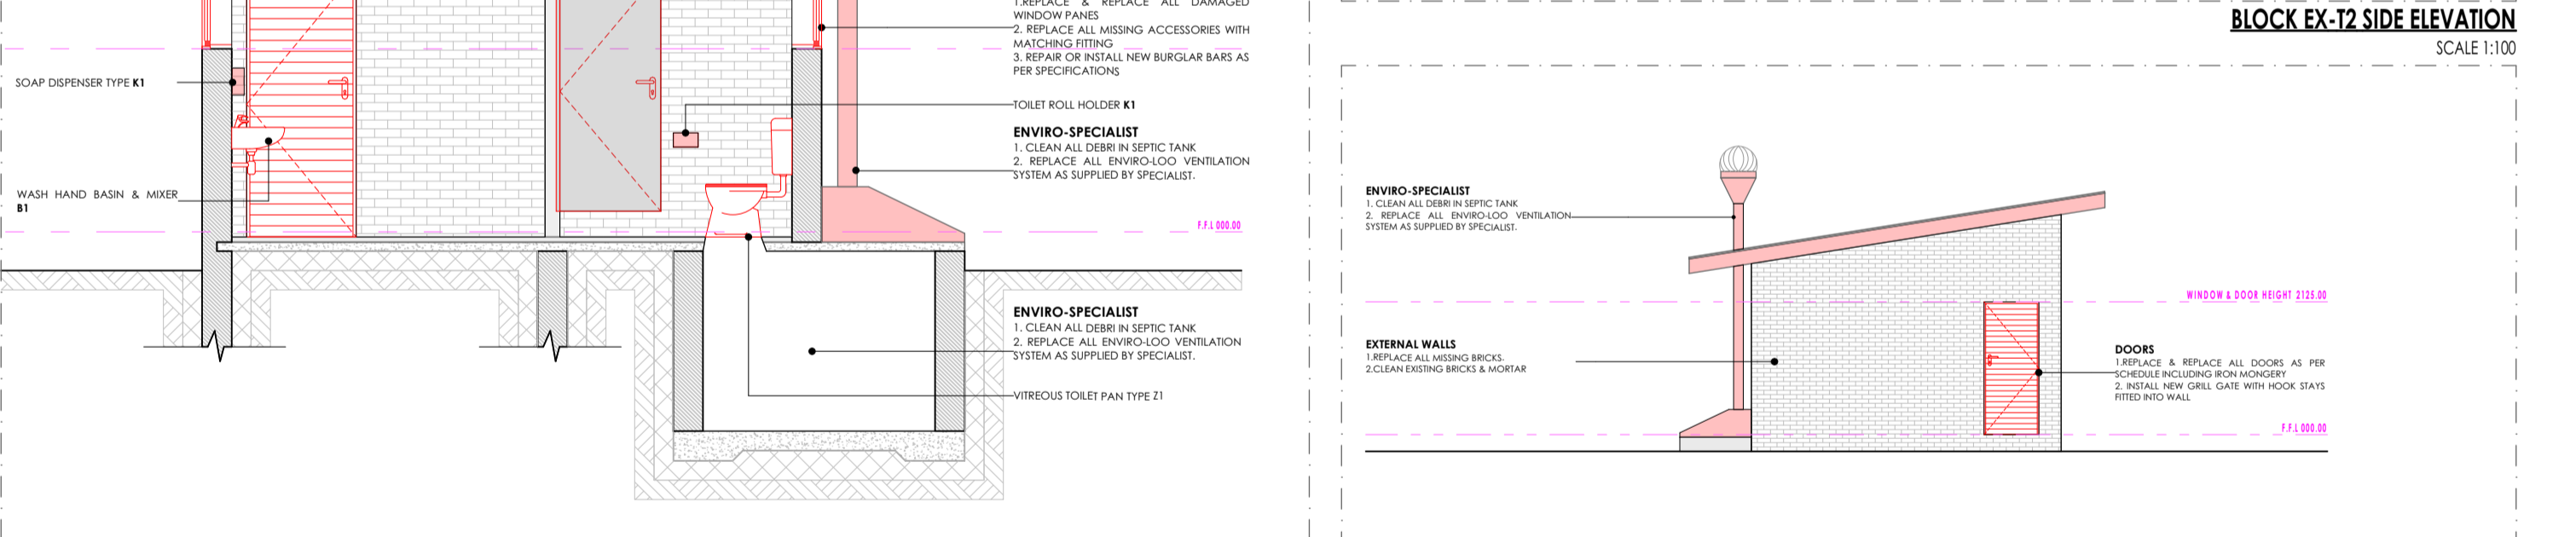 1.REPLACE & REPLACE ALL DAMAGED
WINDOW PANES
2. REPLACE ALL MISSING ACCESSORIES WITH
MATCHING FITTING
3. REPAIR OR INSTALL NEW BURGLAR BARS AS
PER SPECIFICATIONS
SOAP DISPENSER TYPE K1
TOILET ROLL HOLDER K1
ENVIRO-SPECIALIST
1. CLEAN ALL DEBRI IN SEPTIC TANK
2. REPLACE ALL ENVIRO-LOO VENTILATION
SYSTEM AS SUPPLIED BY SPECIALIST.
WASH HAND BASIN & MIXER
B1
F.F.L 000.00
ENVIRO-SPECIALIST
1. CLEAN ALL DEBRI IN SEPTIC TANK
2. REPLACE ALL ENVIRO-LOO VENTILATION
SYSTEM AS SUPPLIED BY SPECIALIST.
VITREOUS TOILET PAN TYPE Z1
BLOCK EX-T2 SIDE ELEVATION
SCALE 1:100
ENVIRO-SPECIALIST
1. CLEAN ALL DEBRI IN SEPTIC TANK
2. REPLACE ALL ENVIRO-LOO VENTILATION
SYSTEM AS SUPPLIED BY SPECIALIST.
WINDOW & DOOR HEIGHT 2125.00
EXTERNAL WALLS
1.REPLACE ALL MISSING BRICKS.
2.CLEAN EXISTING BRICKS & MORTAR
DOORS
1.REPLACE & REPLACE ALL DOORS AS PER
SCHEDULE INCLUDING IRON MONGERY
2. INSTALL NEW GRILL GATE WITH HOOK STAYS
FITTED INTO WALL
F.F.L 000.00